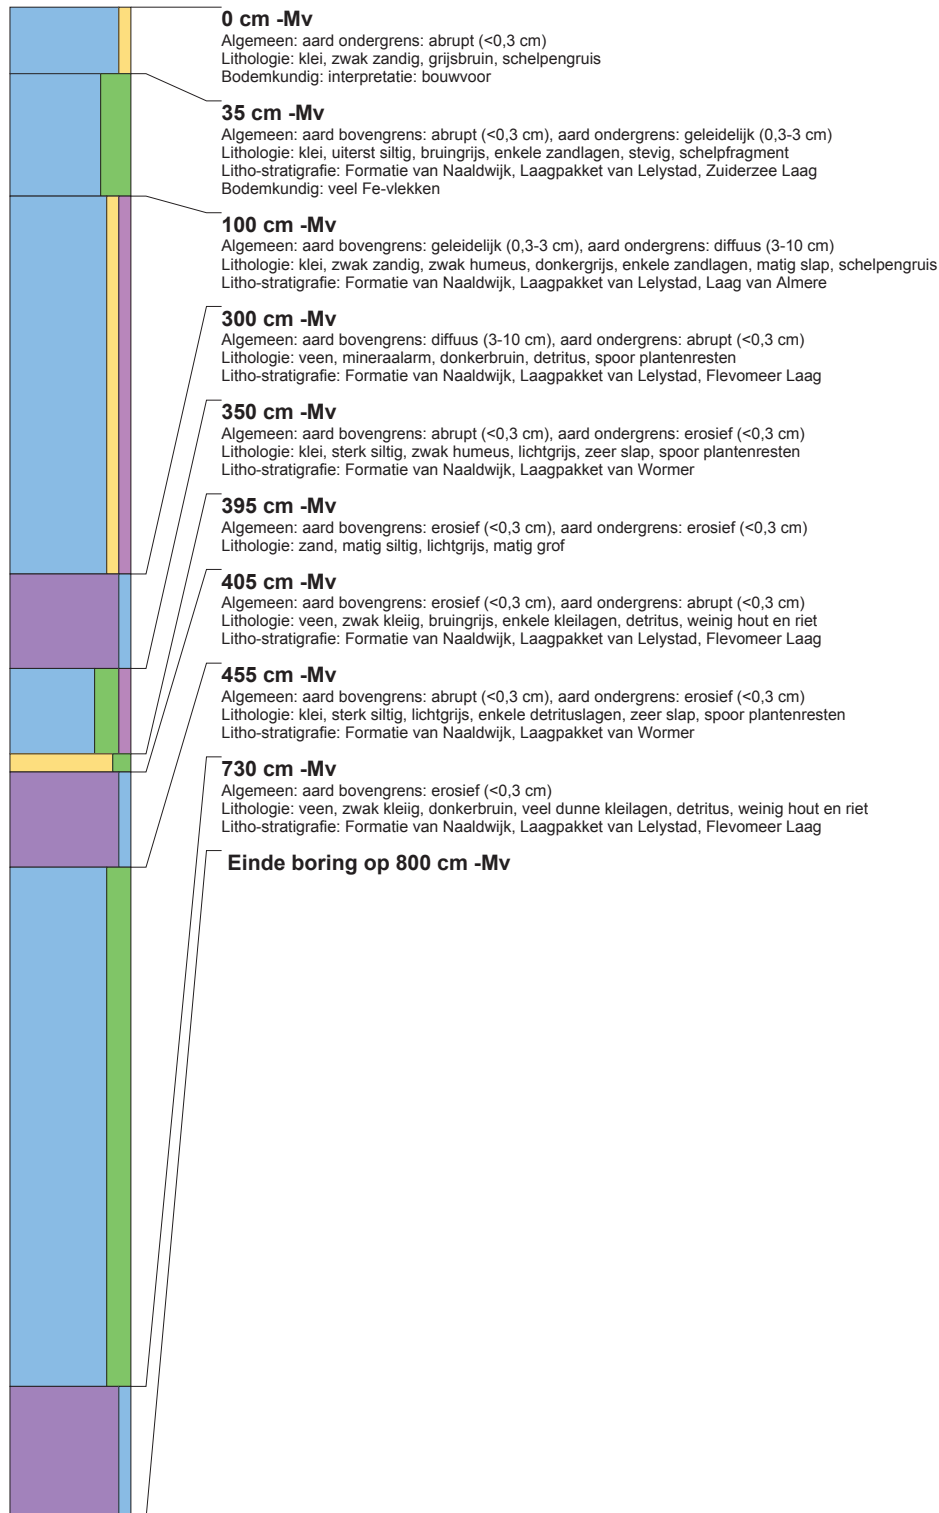 0 cm -Mv
Algemeen: aard ondergrens: abrupt (<0,3 cm)
Lithologie: klei, zwak zandig, grijsbruin, schelpengruis
Bodemkundig: interpretatie: bouwvoor
35 cm -Mv
Algemeen: aard bovengrens: abrupt (<0,3 cm), aard ondergrens: geleidelijk (0,3-3 cm)
Lithologie: klei, uiterst siltig, bruingrijs, enkele zandlagen, stevig, schelpfragment
Litho-stratigrafie: Formatie van Naaldwijk, Laagpakket van Lelystad, Zuiderzee Laag
Bodemkundig: veel Fe-vlekken
100 cm -Mv
Algemeen: aard bovengrens: geleidelijk (0,3-3 cm), aard ondergrens: diffuus (3-10 cm)
Lithologie: klei, zwak zandig, zwak humeus, donkergrijs, enkele zandlagen, matig slap, schelpengruis
Litho-stratigrafie: Formatie van Naaldwijk, Laagpakket van Lelystad, Laag van Almere
300 cm -Mv
Algemeen: aard bovengrens: diffuus (3-10 cm), aard ondergrens: abrupt (<0,3 cm)
Lithologie: veen, mineraalarm, donkerbruin, detritus, spoor plantenresten
Litho-stratigrafie: Formatie van Naaldwijk, Laagpakket van Lelystad, Flevomeer Laag
350 cm -Mv
Algemeen: aard bovengrens: abrupt (<0,3 cm), aard ondergrens: erosief (<0,3 cm)
Lithologie: klei, sterk siltig, zwak humeus, lichtgrijs, zeer slap, spoor plantenresten
Litho-stratigrafie: Formatie van Naaldwijk, Laagpakket van Wormer
395 cm -Mv
Algemeen: aard bovengrens: erosief (<0,3 cm), aard ondergrens: erosief (<0,3 cm)
Lithologie: zand, matig siltig, lichtgrijs, matig grof
405 cm -Mv
Algemeen: aard bovengrens: erosief (<0,3 cm), aard ondergrens: abrupt (<0,3 cm)
Lithologie: veen, zwak kleiig, bruingrijs, enkele kleilagen, detritus, weinig hout en riet
Litho-stratigrafie: Formatie van Naaldwijk, Laagpakket van Lelystad, Flevomeer Laag
455 cm -Mv
Algemeen: aard bovengrens: abrupt (<0,3 cm), aard ondergrens: erosief (<0,3 cm)
Lithologie: klei, sterk siltig, lichtgrijs, enkele detrituslagen, zeer slap, spoor plantenresten
Litho-stratigrafie: Formatie van Naaldwijk, Laagpakket van Wormer
730 cm -Mv
Algemeen: aard bovengrens: erosief (<0,3 cm)
Lithologie: veen, zwak kleiig, donkerbruin, veel dunne kleilagen, detritus, weinig hout en riet
Litho-stratigrafie: Formatie van Naaldwijk, Laagpakket van Lelystad, Flevomeer Laag
Einde boring op 800 cm -Mv